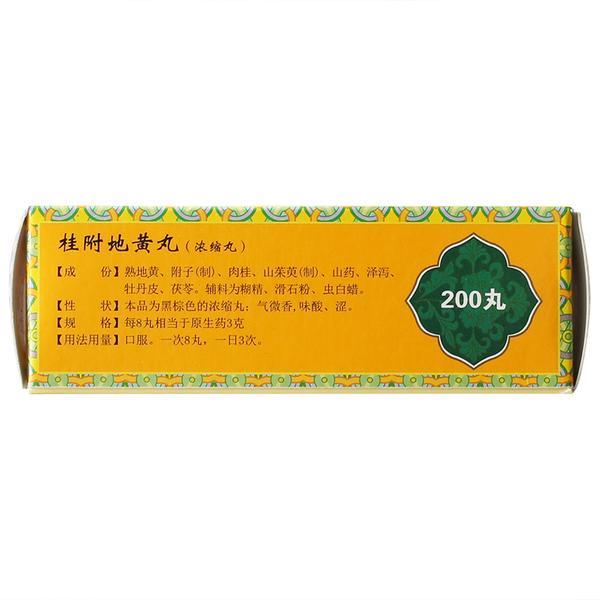 桂附地黄丸(浓缩丸)
【成 份】熟地黄、附子(制)、肉桂、山茱萸(制)、山药、泽泻、
牡丹皮、茯苓。辅料为糊精、滑石粉、虫白蜡。
【性 状】本品为黑棕色的浓缩丸;气微香,味酸、涩。
【规 格】每8丸相当于原生药3克
【用法用量】口服。一次8丸,一日3次。
200丸